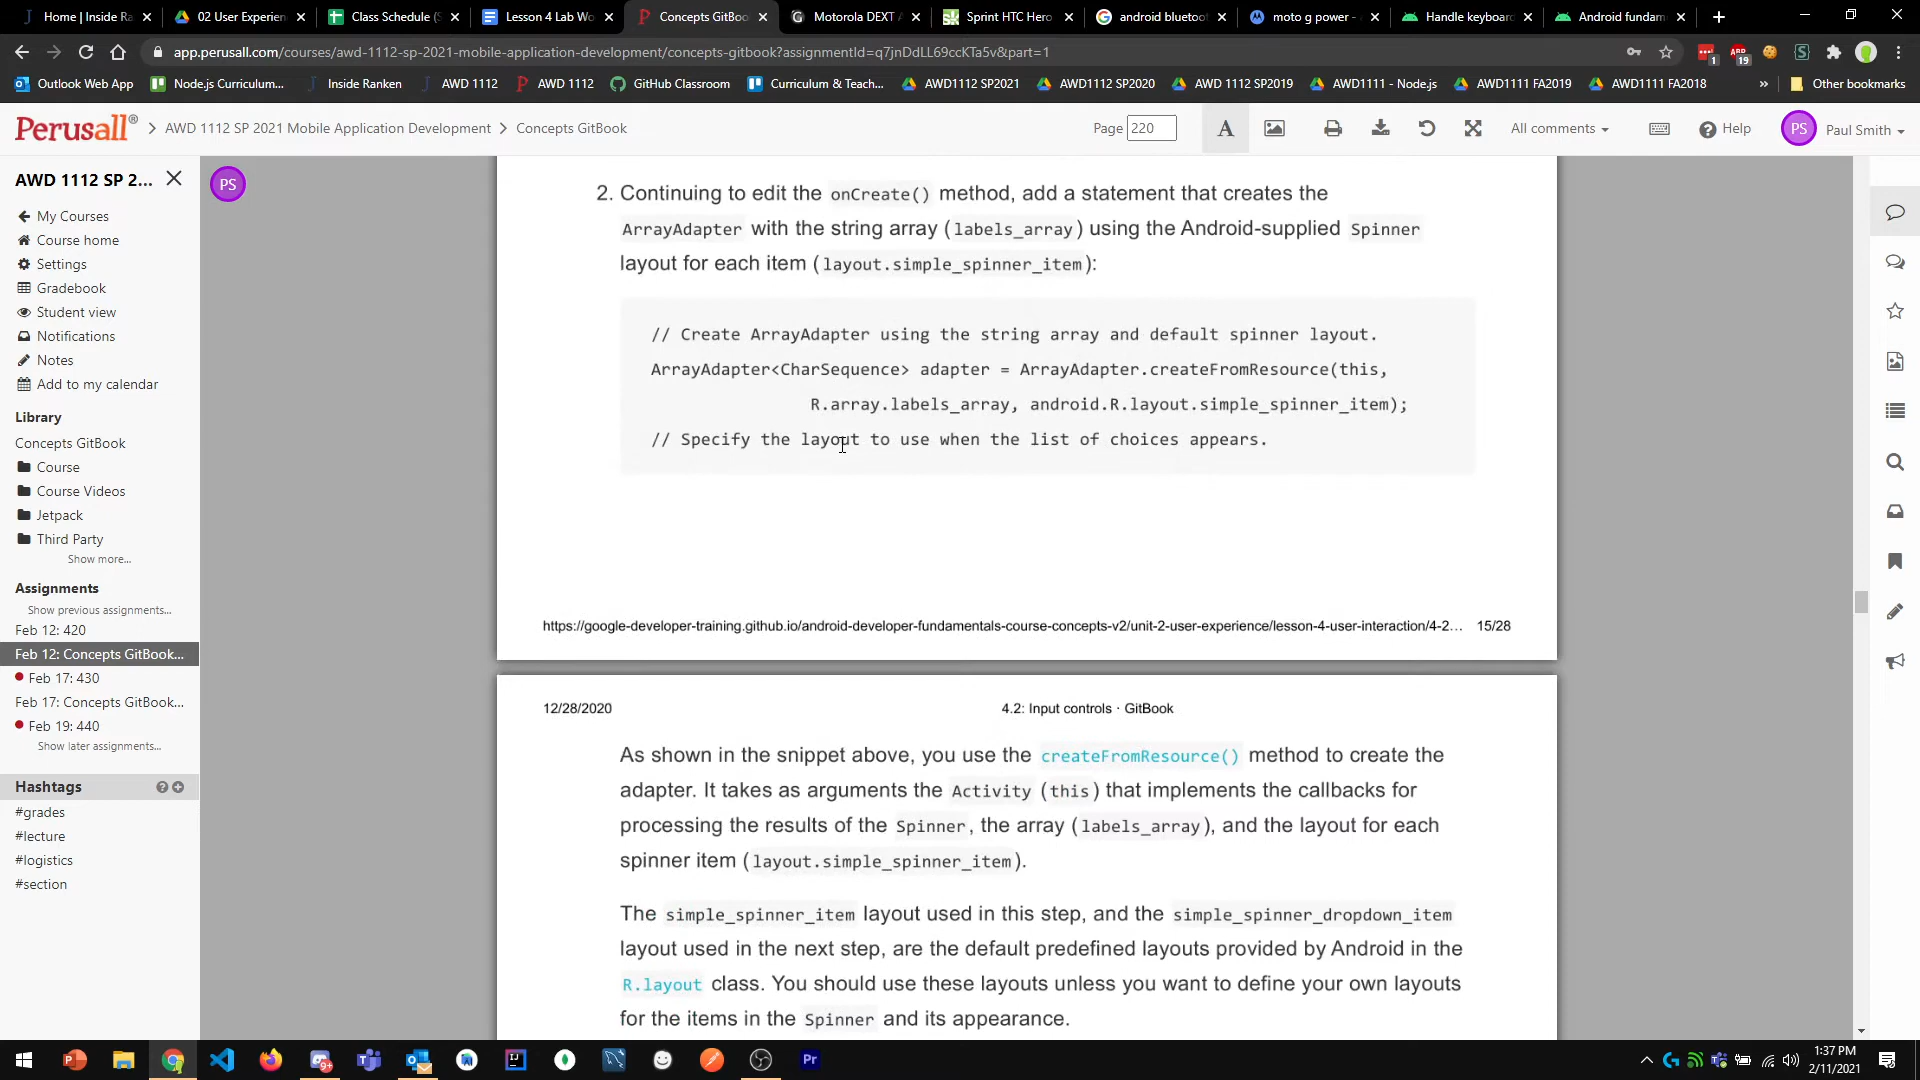 Home | Inside Ra
02 User Experien
Class Schedule (S
Lesson 4 Lab Wo
Concepts GitBoo
Motorola DEXT A
Sprint HTC Hero
android bluetoo
moto g power -
Handle keyboard
Android fundam
app.perusall.com/courses/awd-1112-sp-2021-mobile-application-development/concepts-gitbook?assignmentId=q7jnDdLL69ccKTa5v&part=1
1
19
Outlook Web App
Node.js Curriculum...
Inside Ranken
AWD 1112
AWD 1112
GitHub Classroom
Curriculum & Teach...
AWD1112 SP2021
AWD1112 SP2020
AWD 1112 SP2019
AWD1111 - Node.js
AWD1111 FA2019
AWD1111 FA2018
»
Other bookmarks
Perusall®
AWD 1112 SP 2021 Mobile Application Development
Concepts GitBook
Page 220
A
All comments
Help
PS
Paul Smith
AWD 1112 SP 2...
My Courses
Course home
Settings
Gradebook
Student view
Notifications
Notes
Add to my calendar
Library
Concepts GitBook
Course
Course Videos
Jetpack
Third Party
Show more...
Assignments
Show previous assignments...
Feb 12: 420
Feb 12: Concepts GitBook...
Feb 17: 430
Feb 17: Concepts GitBook...
Feb 19: 440
Show later assignments...
Hashtags
#grades
#lecture
#logistics
#section
PS
2. Continuing to edit the onCreate() method, add a statement that creates the
ArrayAdapter with the string array (labels_array) using the Android-supplied Spinner
layout for each item (layout.simple_spinner_item):
// Create ArrayAdapter using the string array and default spinner layout.
ArrayAdapter<CharSequence> adapter = ArrayAdapter.createFromResource(this,
R.array.labels_array, android.R.layout.simple_spinner_item);
// Specify the layout to use when the list of choices appears.
https://google-developer-training.github.io/android-developer-fundamentals-course-concepts-v2/unit-2-user-experience/lesson-4-user-interaction/4-2... 15/28
12/28/2020
4.2: Input controls · GitBook
As shown in the snippet above, you use the createFromResource() method to create the
adapter. It takes as arguments the Activity (this) that implements the callbacks for
processing the results of the Spinner, the array (labels_array), and the layout for each
spinner item (layout.simple_spinner_item).
The simple_spinner_item layout used in this step, and the simple_spinner_dropdown_item
layout used in the next step, are the default predefined layouts provided by Android in the
R.layout class. You should use these layouts unless you want to define your own layouts
for the items in the Spinner and its appearance.
1:37 PM
2/11/2021